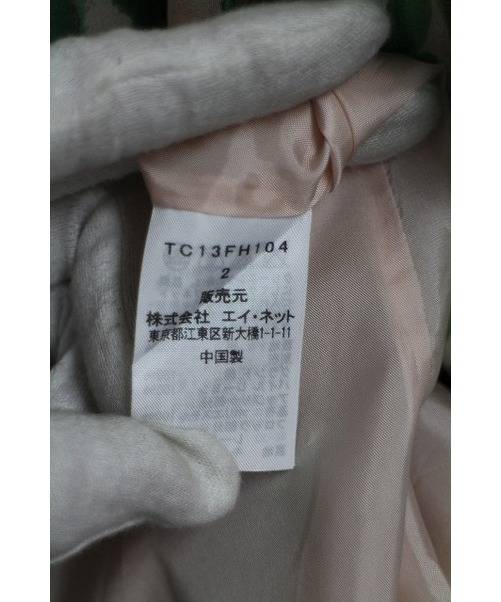 TC13FH104
2
販売元
株式会社 エイ・ネット
東京都江東区新大橋1-1-11
中国製